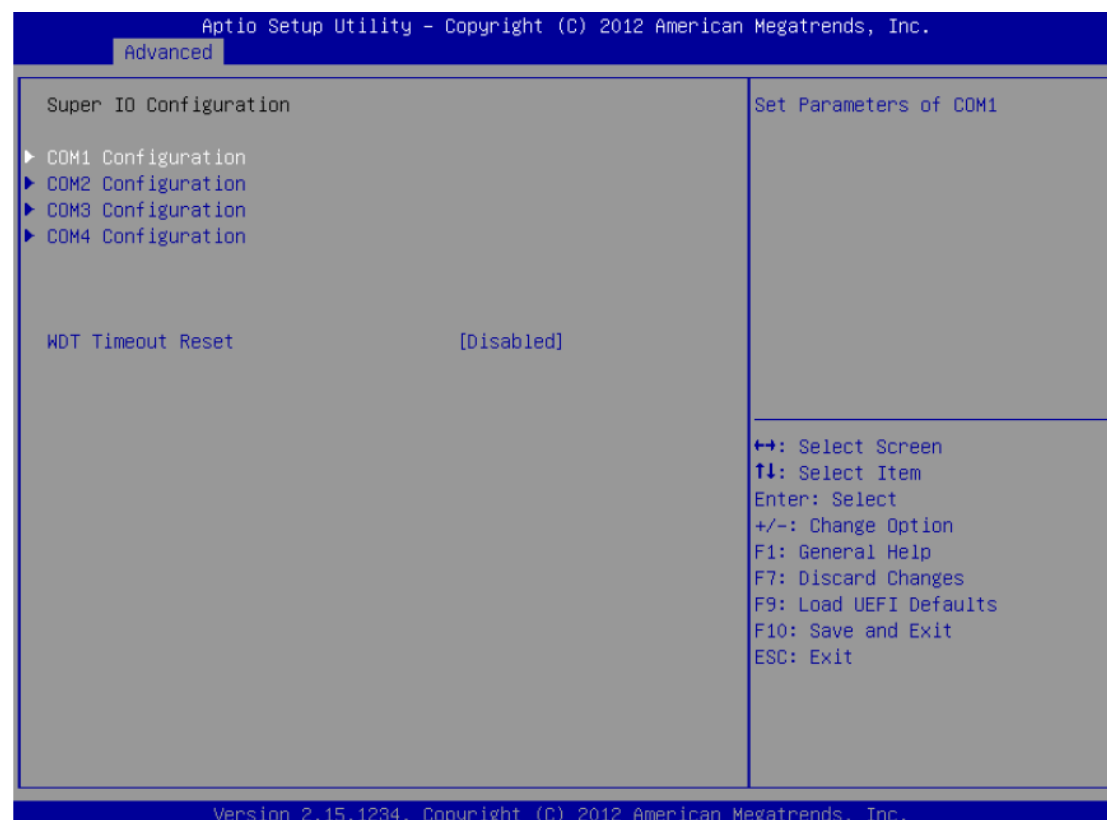 Aptio Setup Utility – Copyright (C) 2012 American Megatrends, Inc.
Advanced
Super IO Configuration
COM1 Configuration
COM2 Configuration
COM3 Configuration
COM4 Configuration
WDT Timeout Reset [Disabled]
Set Parameters of COM1
↔: Select Screen
↑↓: Select Item
Enter: Select
+/-: Change Option
F1: General Help
F7: Discard Changes
F9: Load UEFI Defaults
F10: Save and Exit
ESC: Exit
Version 2.15.1234. Copyright (C) 2012 American Megatrends, Inc.